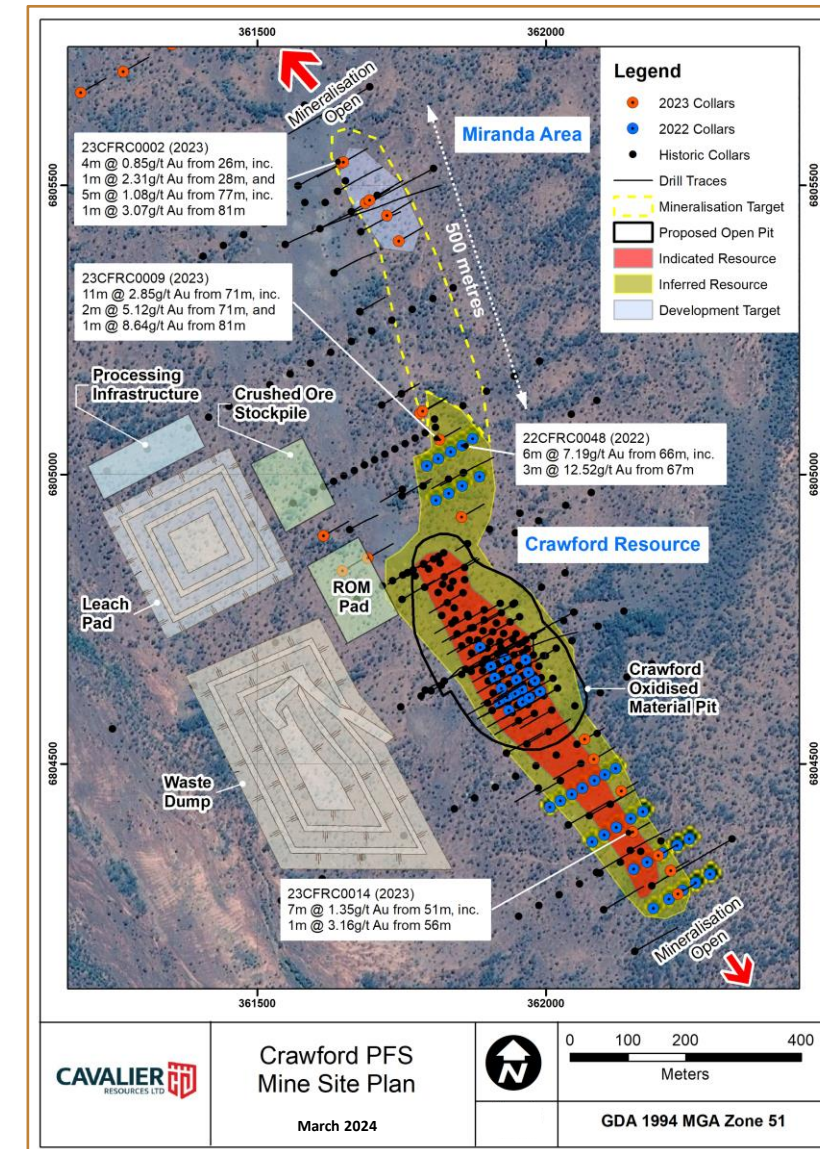 361500
362000
Mineralisation
Open
Legend
2023 Collars
2022 Collars
Historic Collars
Drill Traces
Mineralisation Target
Proposed Open Pit
Indicated Resource
Inferred Resource
Development Target
Miranda Area
23CFRC0002 (2023)
4m @ 0.85g/t Au from 26m, inc.
1m @ 2.31g/t Au from 28m, and
5m @ 1.08g/t Au from 77m, inc.
1m @ 3.07g/t Au from 81m
6805500
6805500
500 metres
23CFRC0009 (2023)
11m @ 2.85g/t Au from 71m, inc.
2m @ 5.12g/t Au from 71m, and
1m @ 8.64g/t Au from 81m
Processing
Infrastructure
Crushed Ore
Stockpile
22CFRC0048 (2022)
6m @ 7.19g/t Au from 66m, inc.
3m @ 12.52g/t Au from 67m
6805000
6805000
Crawford Resource
ROM
Pad
Leach
Pad
Crawford
Oxidised
Material Pit
6804500
6804500
Waste
Dump
23CFRC0014 (2023)
7m @ 1.35g/t Au from 51m, inc.
1m @ 3.16g/t Au from 56m
Mineralisation
Open
361500
362000
CAVALIER
RESOURCES LTD
Crawford PFS
Mine Site Plan
March 2024
N
0 100 200 400
Meters
GDA 1994 MGA Zone 51